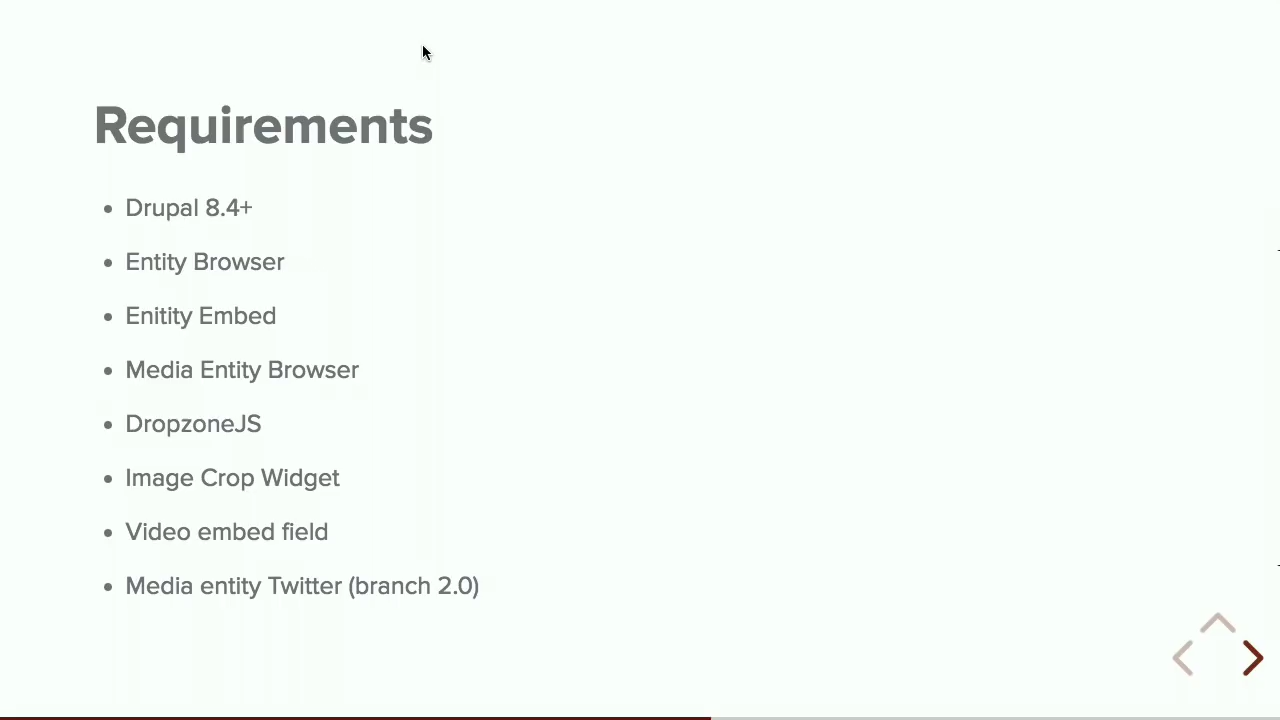 Requirements
Drupal 8.4+
Entity Browser
Enitity Embed
Media Entity Browser
DropzoneJS
Image Crop Widget
Video embed field
Media entity Twitter (branch 2.0)